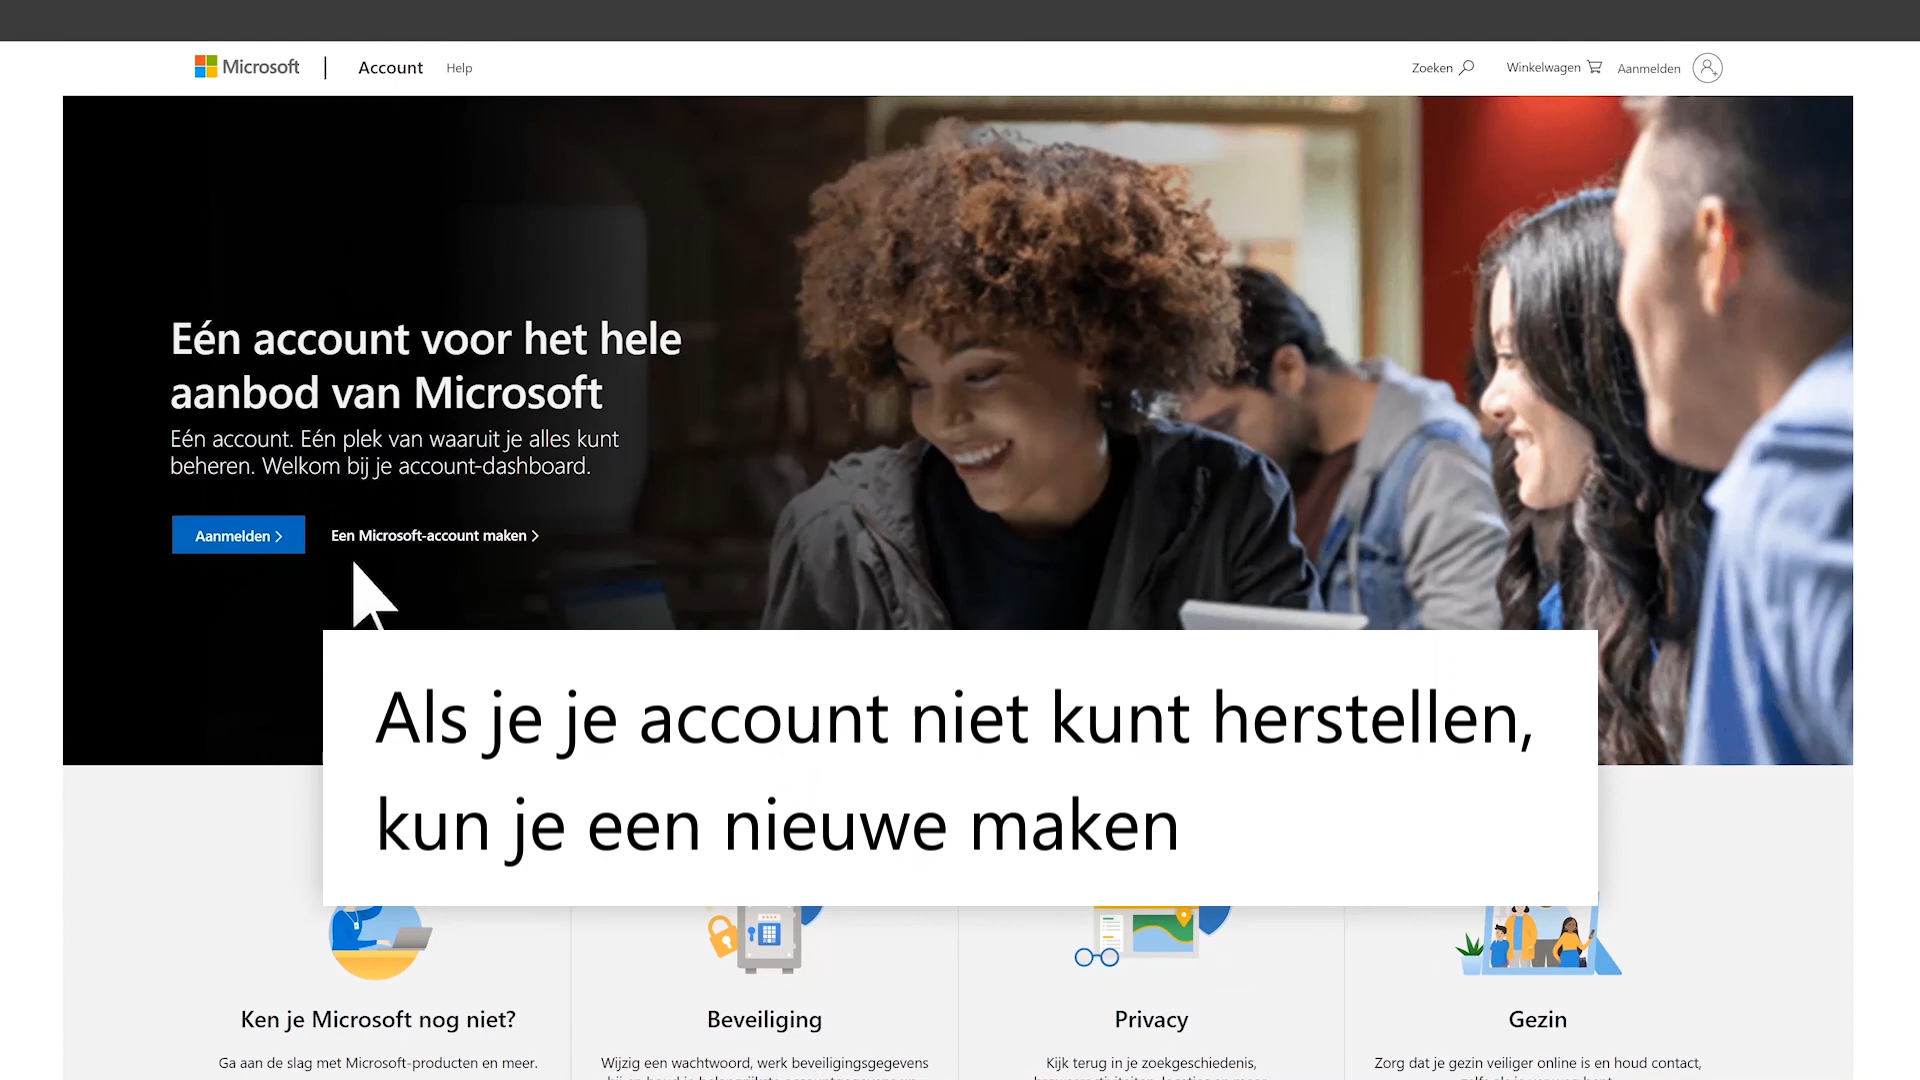 Microsoft
Account
Help
Zoeken
Winkelwagen
Aanmelden
Eén account voor het hele
aanbod van Microsoft
Eén account. Eén plek van waaruit je alles kunt
beheren. Welkom bij je account-dashboard.
Aanmelden
Een Microsoft-account maken
Als je je account niet kunt herstellen,
kun je een nieuwe maken
Ken je Microsoft nog niet?
Ga aan de slag met Microsoft-producten en meer.
Beveiliging
Wijzig een wachtwoord, werk beveiligingsgegevens
Privacy
Kijk terug in je zoekgeschiedenis,
Gezin
Zorg dat je gezin veiliger online is en houd contact,